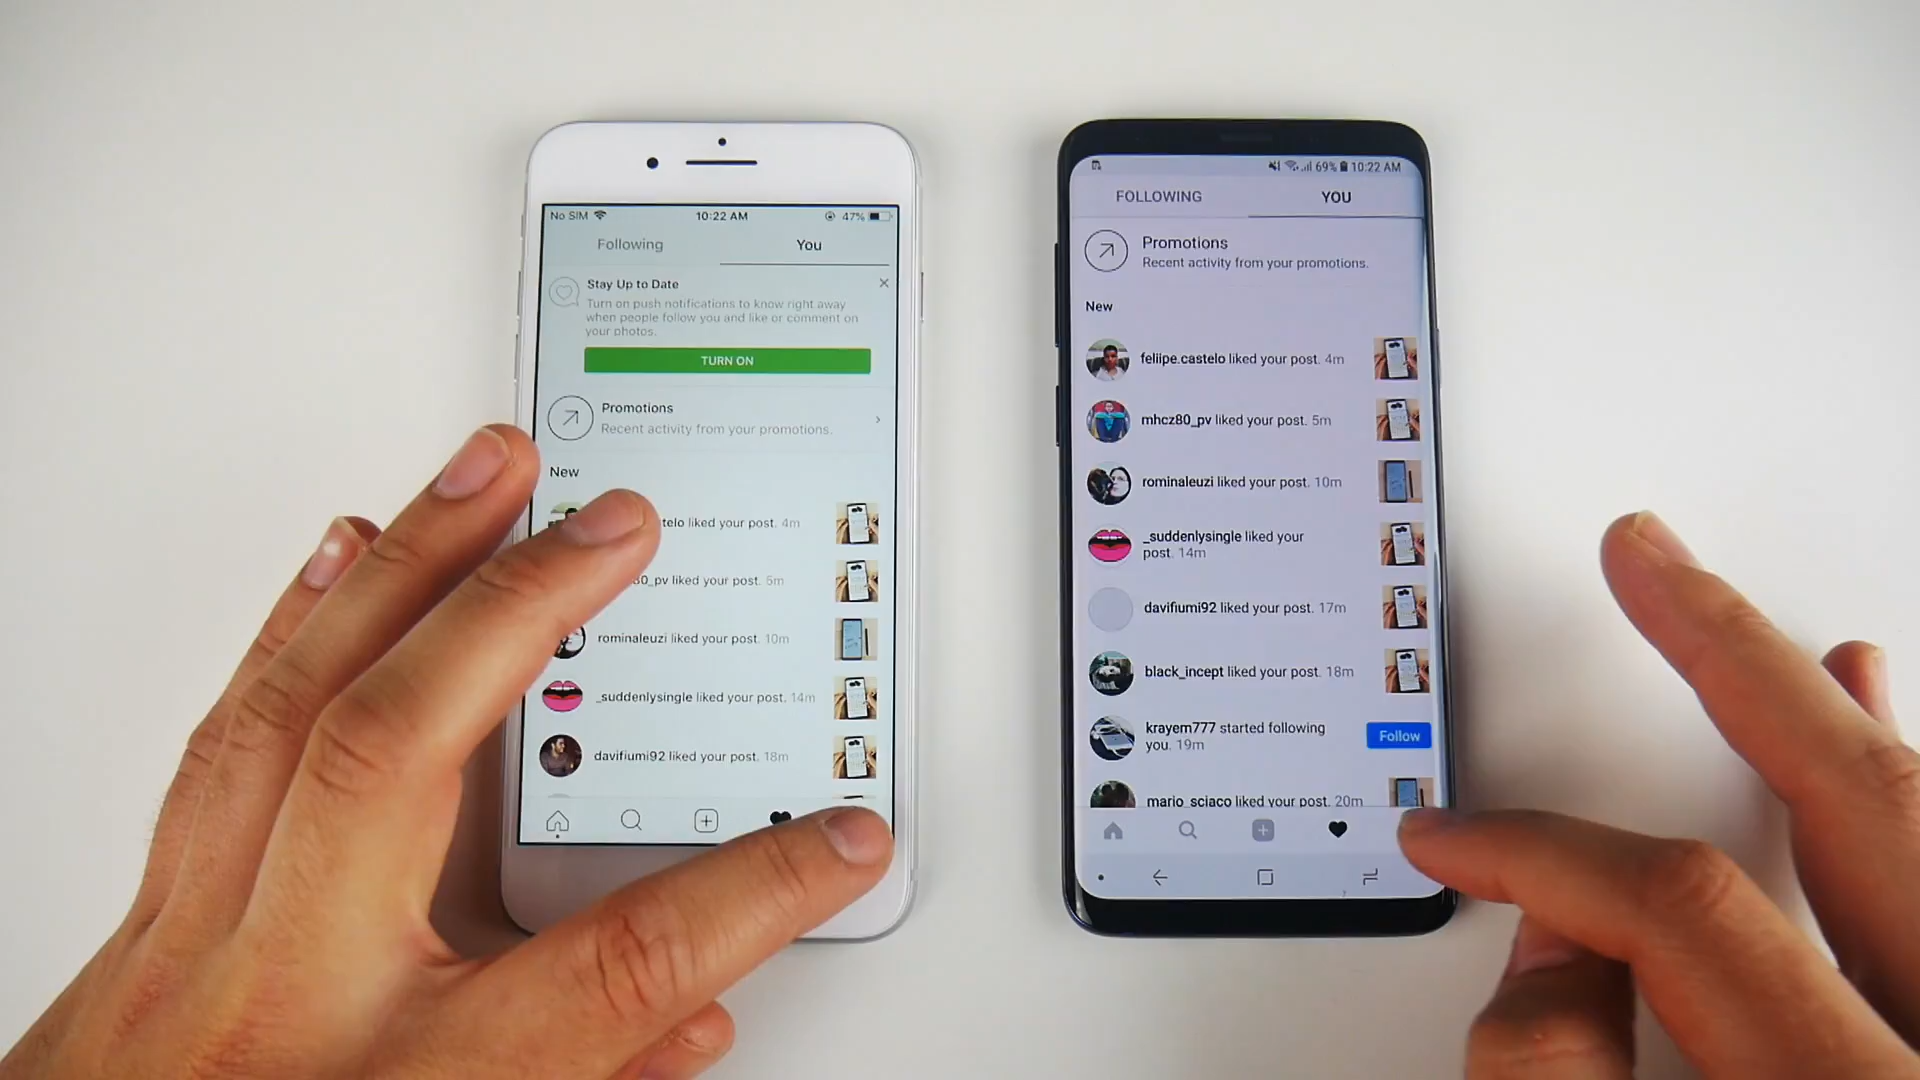 No SIM 10:22 AM 47%
Following You
Stay Up to Date
Turn on push notifications to know right away
when people follow you and like or comment on
your photos.
TURN ON
Promotions
Recent activity from your promotions.
New
telo liked your post. 4m
80_pv liked your post. 5m
rominaleuzi liked your post. 10m
_suddenlysingle liked your post. 14m
davifiumi92 liked your post. 18m
69% 10:22 AM
FOLLOWING YOU
Promotions
Recent activity from your promotions.
New
feliipe.castelo liked your post. 4m
mhcz80_pv liked your post. 5m
rominaleuzi liked your post. 10m
_suddenlysingle liked your
post. 14m
davifiumi92 liked your post. 17m
black_incept liked your post. 18m
krayem777 started following
you. 19m
Follow
mario_sciaco liked your post. 20m